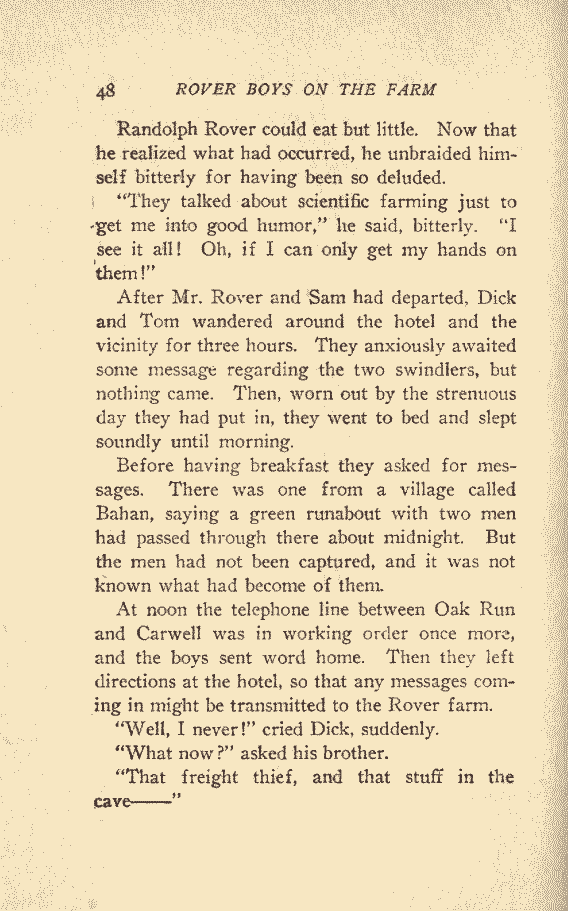 48 ROVER BOYS ON THE FARM
Randolph Rover could eat but little. Now that
he realized what had occurred, he unbraided him-
self bitterly for having been so deluded.
"They talked about scientific farming just to
get me into good humor," he said, bitterly. "I
see it all! Oh, if I can only get my hands on
them!"
After Mr. Rover and Sam had departed, Dick
and Tom wandered around the hotel and the
vicinity for three hours. They anxiously awaited
some message regarding the two swindlers, but
nothing came. Then, worn out by the strenuous
day they had put in, they went to bed and slept
soundly until morning.
Before having breakfast they asked for mes-
sages. There was one from a village called
Bahan, saying a green runabout with two men
had passed through there about midnight. But
the men had not been captured, and it was not
known what had become of them.
At noon the telephone line between Oak Run
and Carwell was in working order once more,
and the boys sent word home. Then they left
directions at the hotel, so that any messages com-
ing in might be transmitted to the Rover farm.
"Well, I never!" cried Dick, suddenly.
"What now?" asked his brother.
"That freight thief, and that stuff in the
cave——"